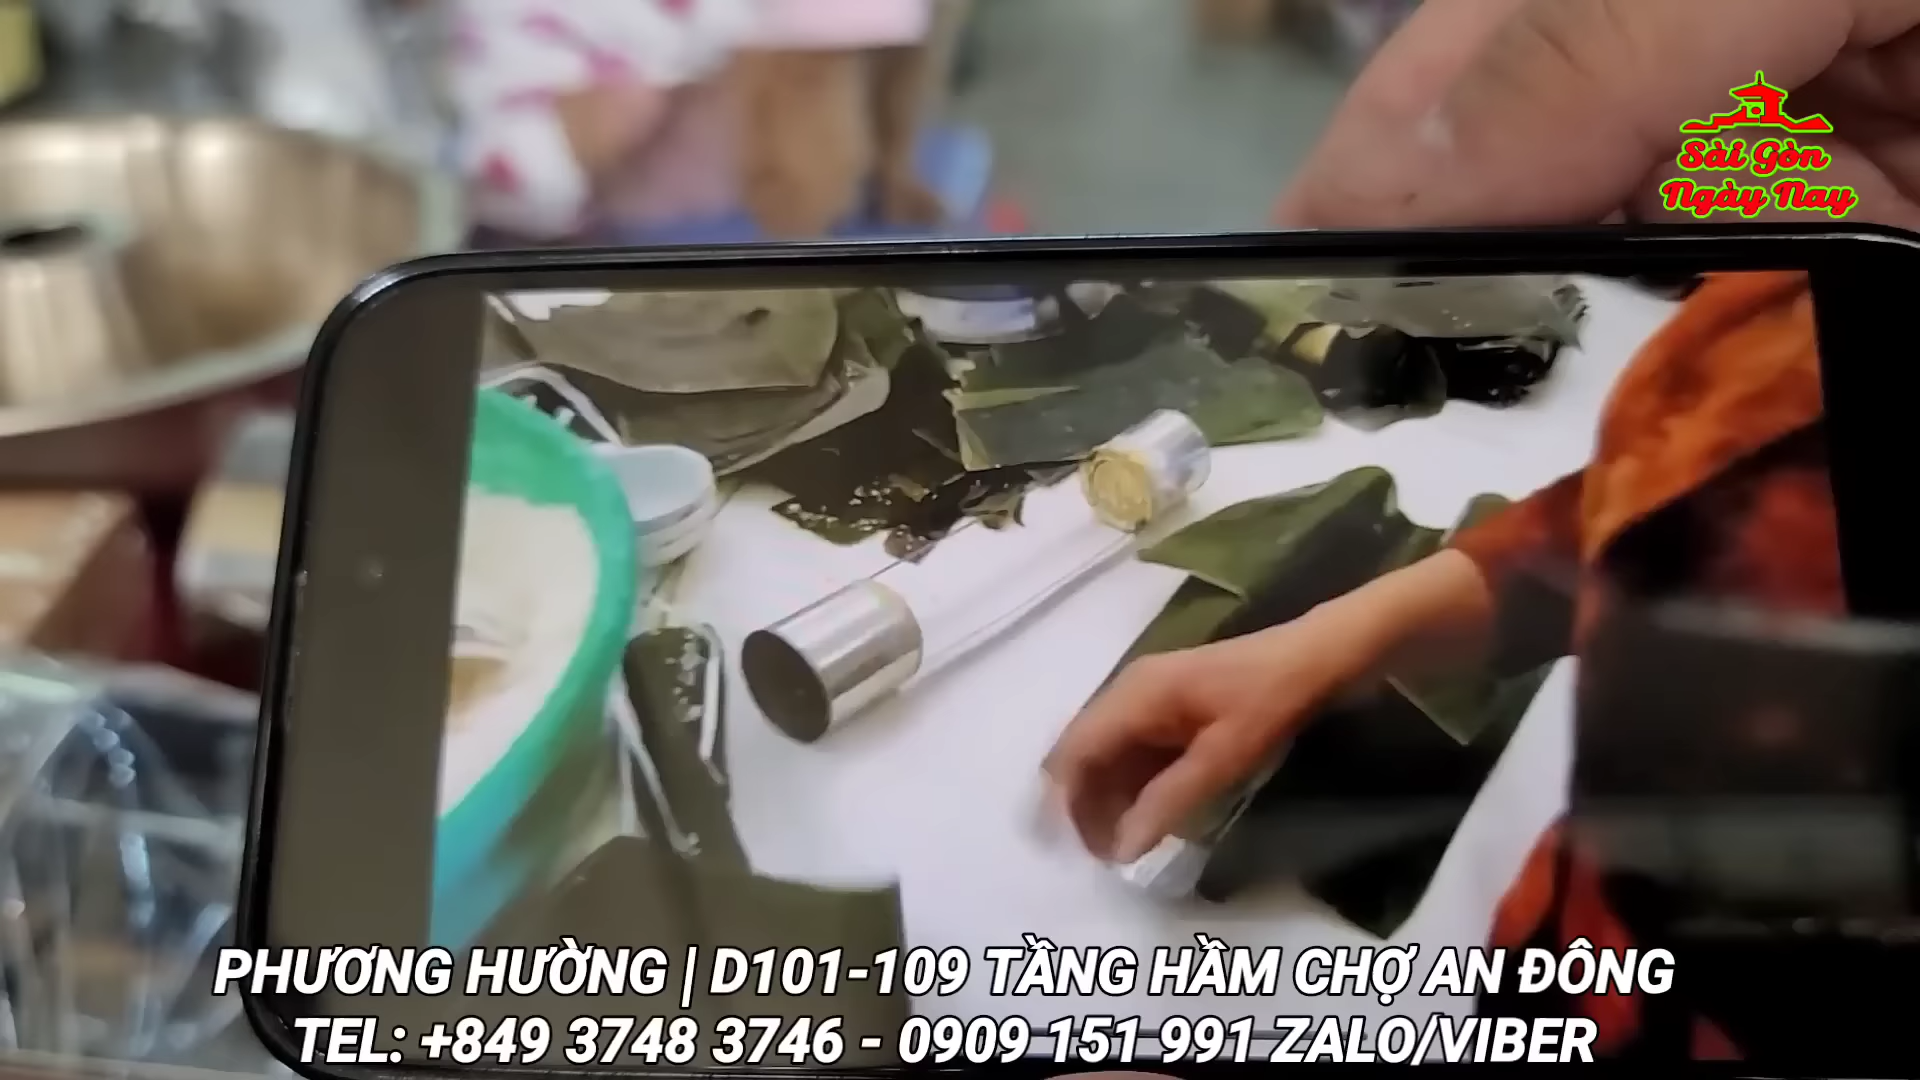 Sài Gòn
Ngày Nay
PHƯƠNG HƯỜNG | D101-109 TẦNG HẦM CHỢ AN ĐÔNG
TEL: +849 3748 3746 - 0909 151 991 ZALO/VIBER